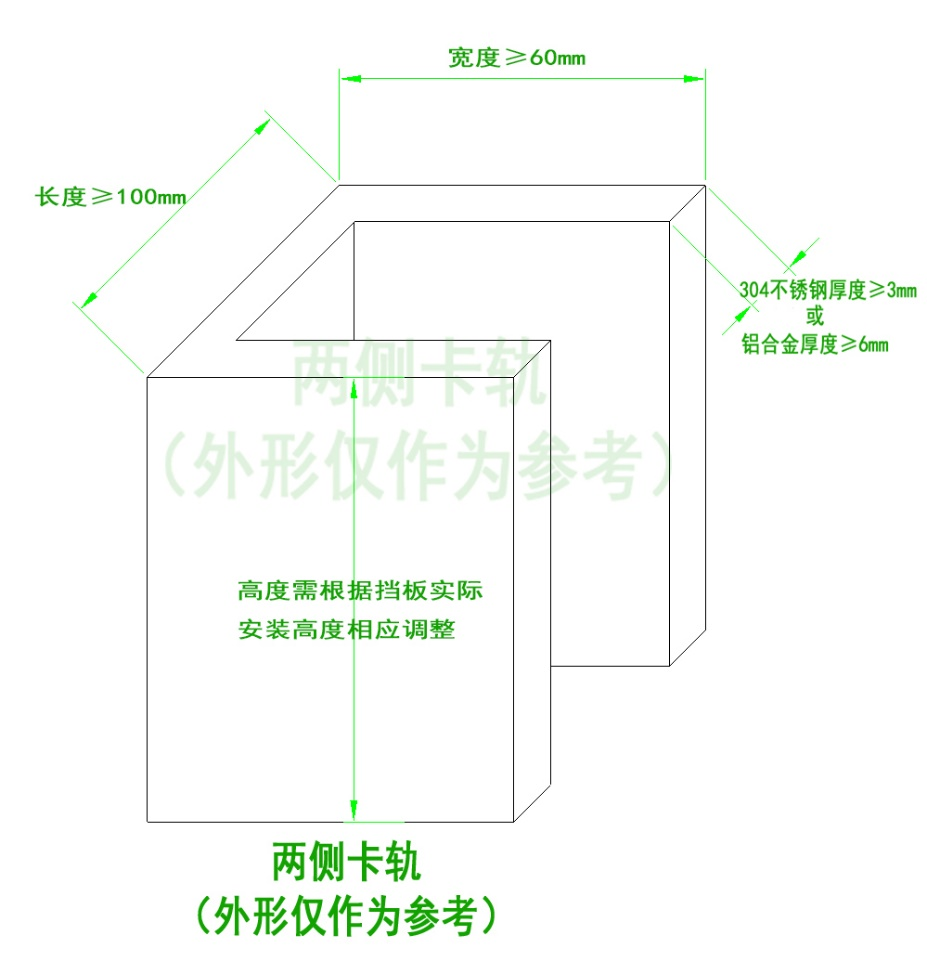 宽度≥60mm
长度≥100mm
304不锈钢厚度≥3mm
或
铝合金厚度≥6mm
两侧卡轨
（外形仅作为参考）
高度需根据挡板实际
安装高度相应调整
两侧卡轨
（外形仅作为参考）